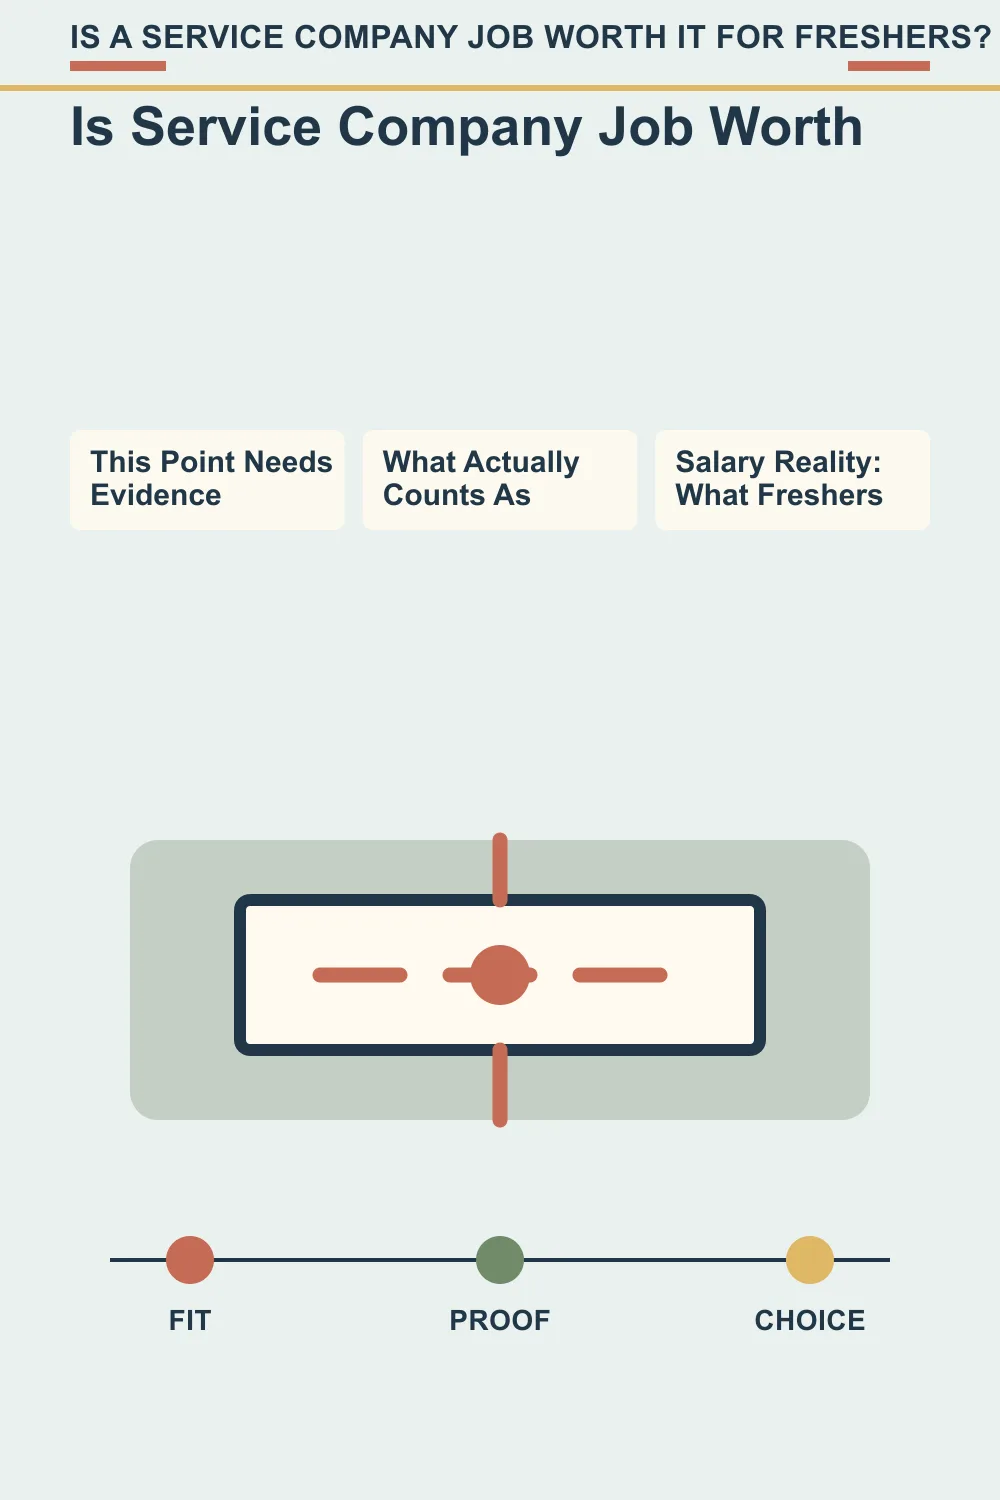 IS A SERVICE COMPANY JOB WORTH IT FOR FRESHERS?
Is Service Company Job Worth
This Point Needs
Evidence
What Actually
Counts As
Salary Reality:
What Freshers
FIT
PROOF
CHOICE